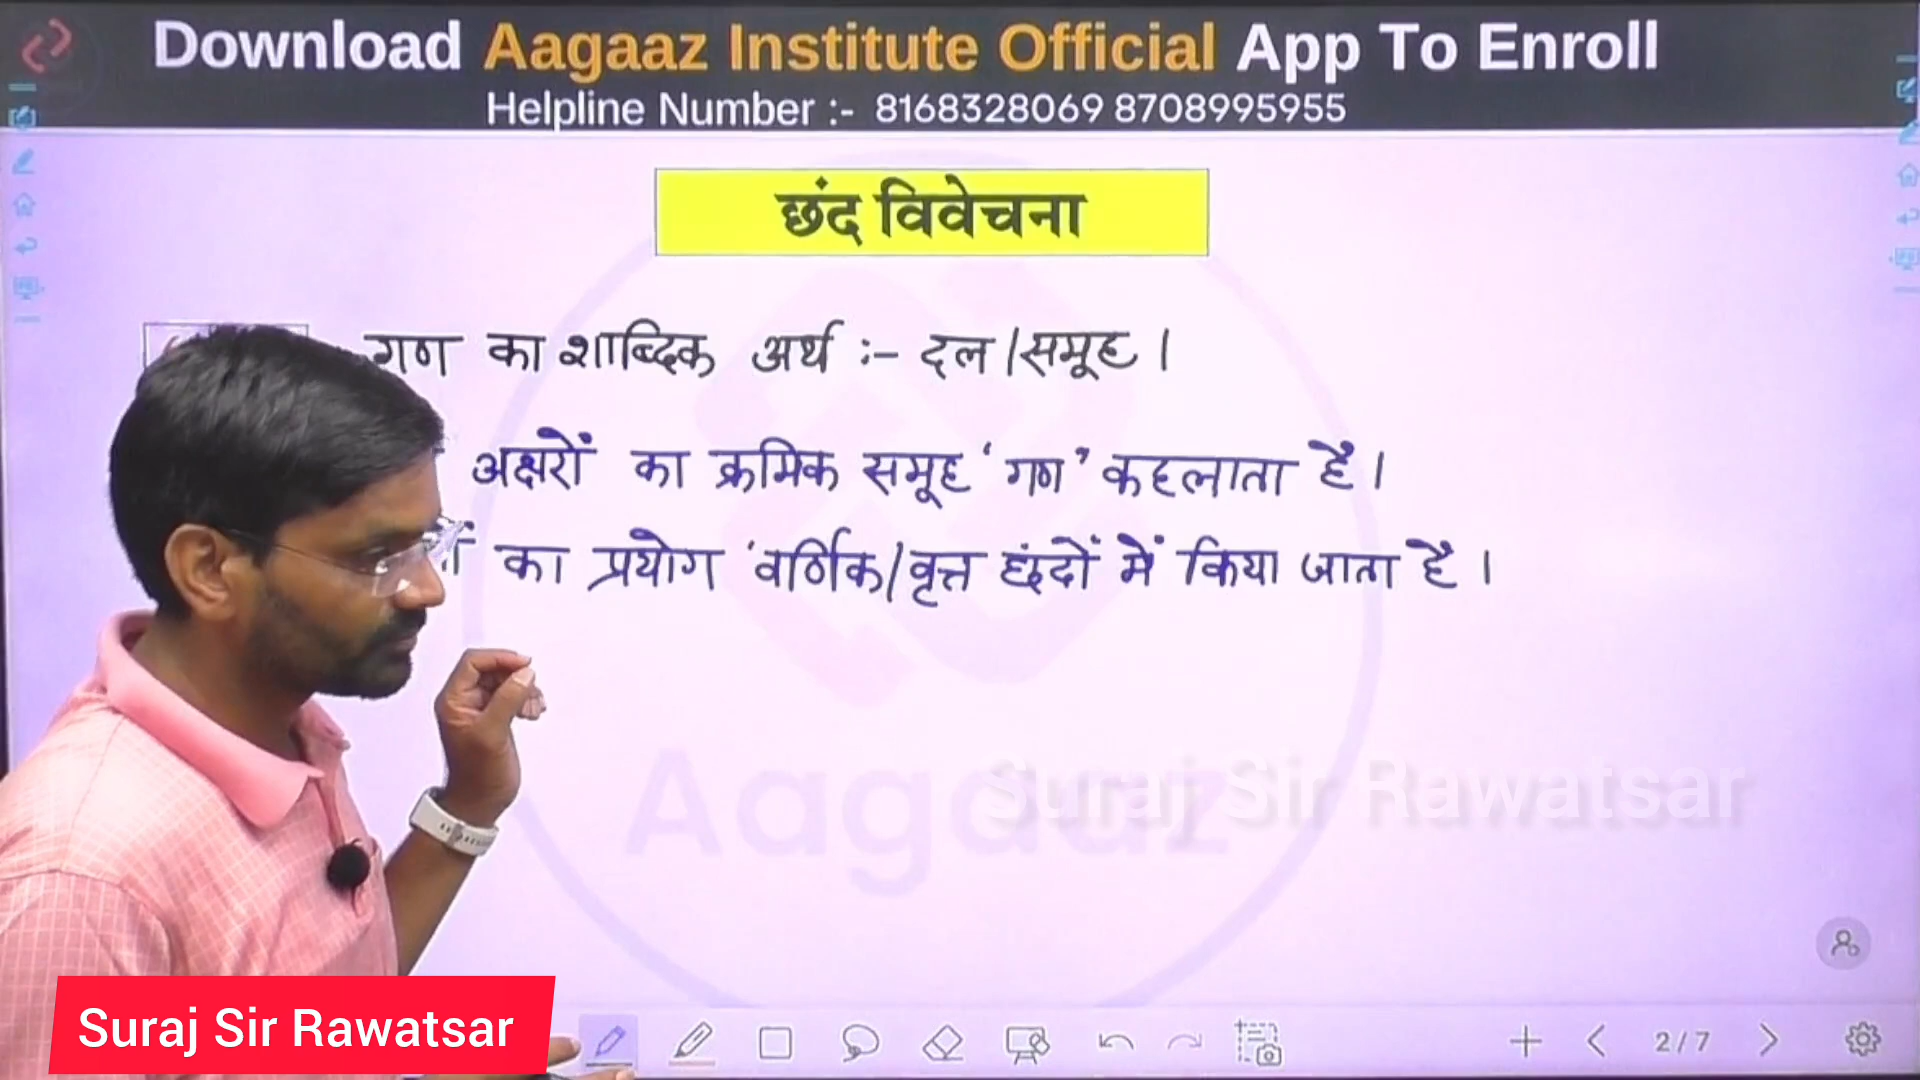 Download Aagaaz Institute Official App To Enroll
Helpline Number :- 8168328069 8708995955
छंद विवेचना
गण का शाब्दिक अर्थ :- दल/समूह।
अक्षरों का क्रमिक समूह ‘गण’ कहलाता है।
का प्रयोग ‘वर्णिक/वृत्त छंदों में किया जाता है।
Aagaaz
Suraj Sir Rawatsar
Suraj Sir Rawatsar
2/7